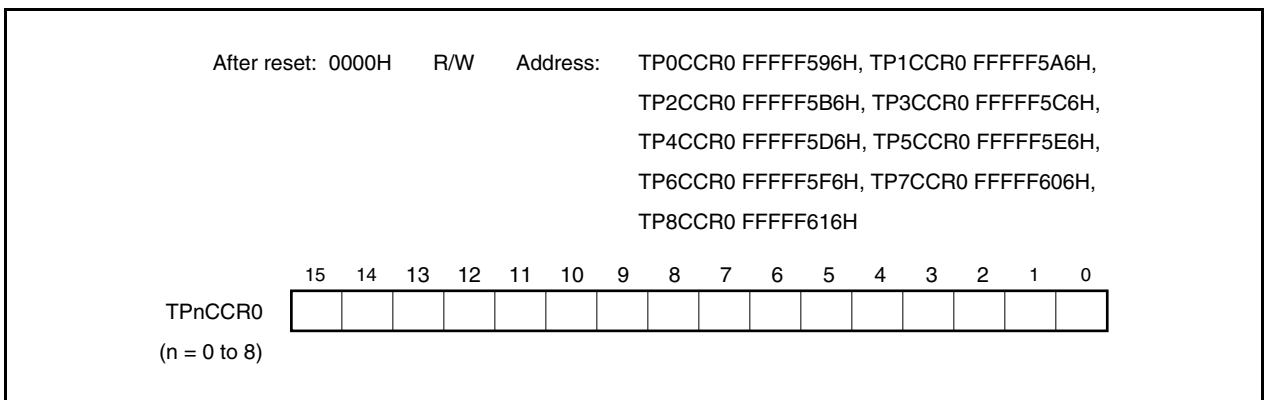 After reset: 0000H R/W Address: TP0CCR0 FFFFF596H, TP1CCR0 FFFFF5A6H,
TP2CCR0 FFFFF5B6H, TP3CCR0 FFFFF5C6H,
TP4CCR0 FFFFF5D6H, TP5CCR0 FFFFF5E6H,
TP6CCR0 FFFFF5F6H, TP7CCR0 FFFFF606H,
TP8CCR0 FFFFF616H
15 14 13 12 11 10 9 8 7 6 5 4 3 2 1 0
TPnCCR0
(n = 0 to 8)